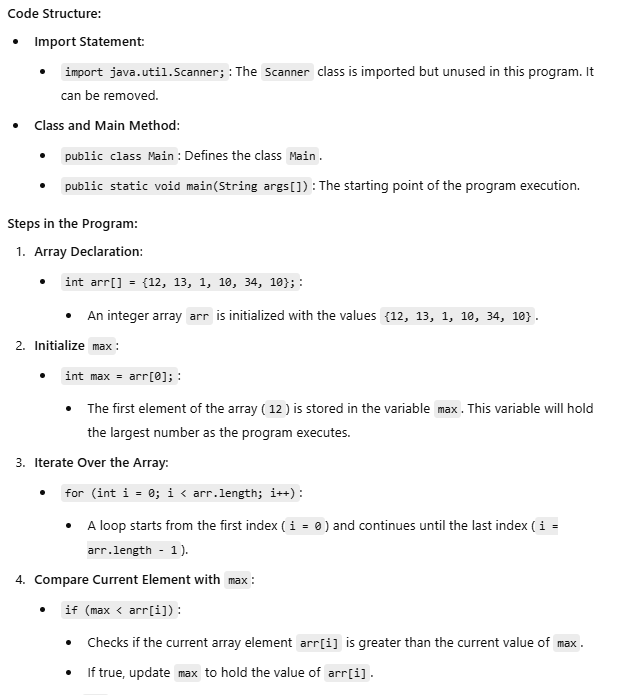 Code Structure:
• Import Statement:
• import java.util.Scanner; : The Scanner class is imported but unused in this program. It
can be removed.
• Class and Main Method:
• public class Main : Defines the class Main .
• public static void main(String args[]) : The starting point of the program execution.
Steps in the Program:
1. Array Declaration:
• int arr[] = {12, 13, 1, 10, 34, 10}; :
• An integer array arr is initialized with the values {12, 13, 1, 10, 34, 10} .
2. Initialize max :
• int max = arr[0]; :
• The first element of the array ( 12 ) is stored in the variable max . This variable will hold
the largest number as the program executes.
3. Iterate Over the Array:
• for (int i = 0; i < arr.length; i++) :
• A loop starts from the first index ( i = 0 ) and continues until the last index ( i =
arr.length - 1 ).
4. Compare Current Element with max :
• if (max < arr[i]) :
• Checks if the current array element arr[i] is greater than the current value of max .
• If true, update max to hold the value of arr[i] .